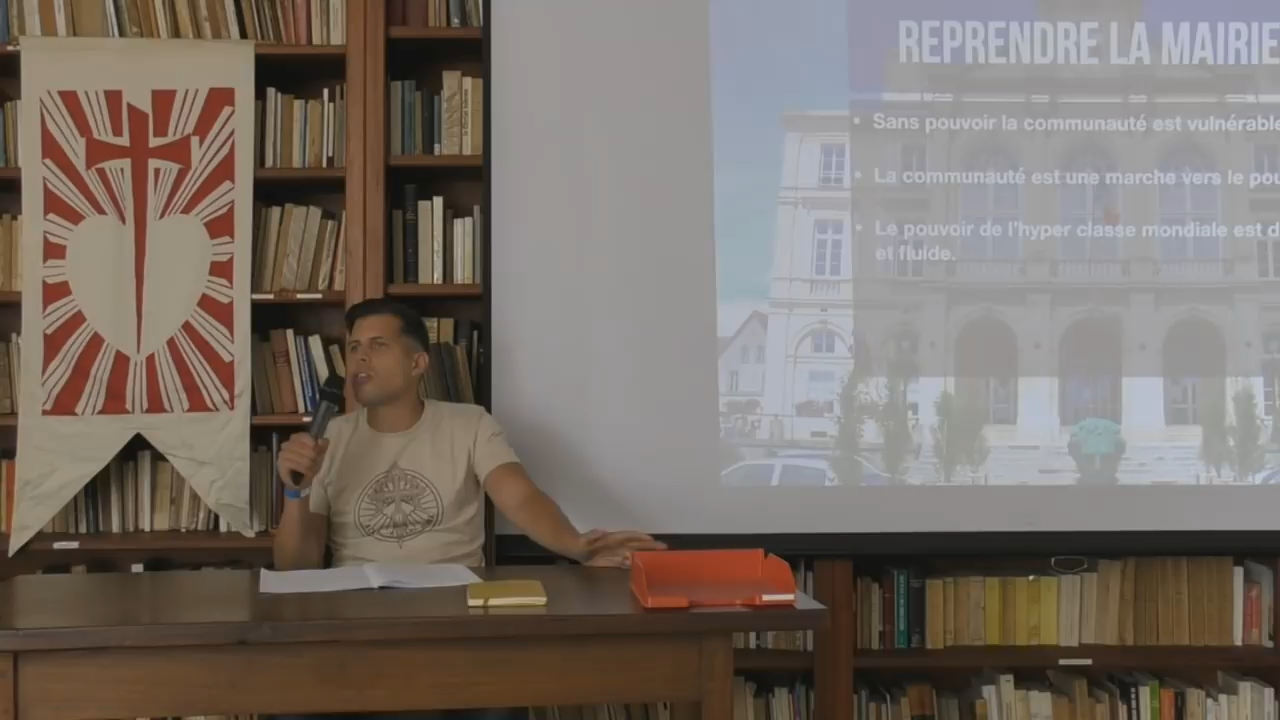 REPRENDRE LA MAIRIE
• Sans pouvoir la communauté est vulnérable
• La communauté est une marche vers le pou
• Le pouvoir de l'hyper classe mondiale est d
et fluide.